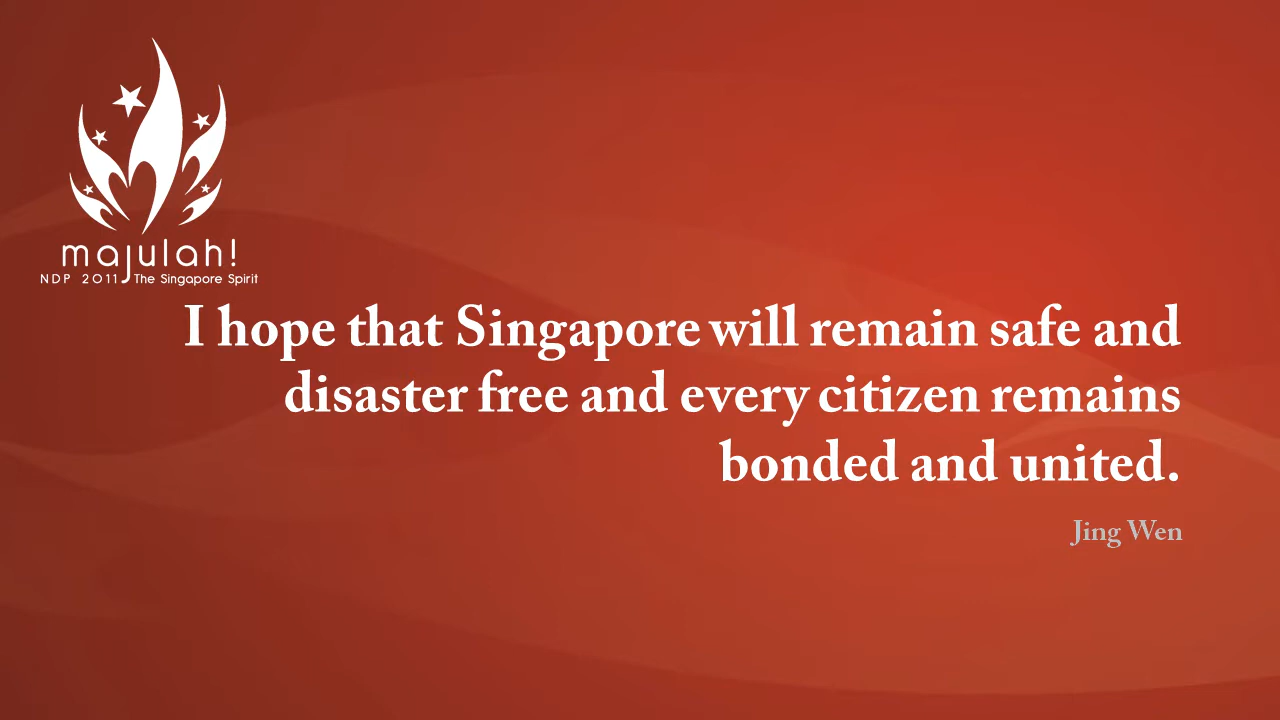 majulah!
NDP 2011 The Singapore Spirit
I hope that Singapore will remain safe and
disaster free and every citizen remains
bonded and united.
Jing Wen